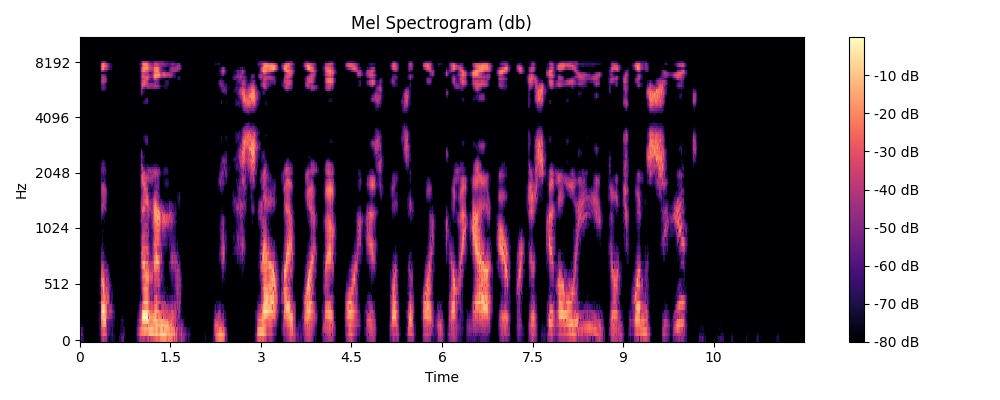 Mel Spectrogram (db)
8192
4096
2048
1024
512
0
Hz
0 1.5 3 4.5 6 7.5 9 10
Time
-10 dB
-20 dB
-30 dB
-40 dB
-50 dB
-60 dB
-70 dB
-80 dB